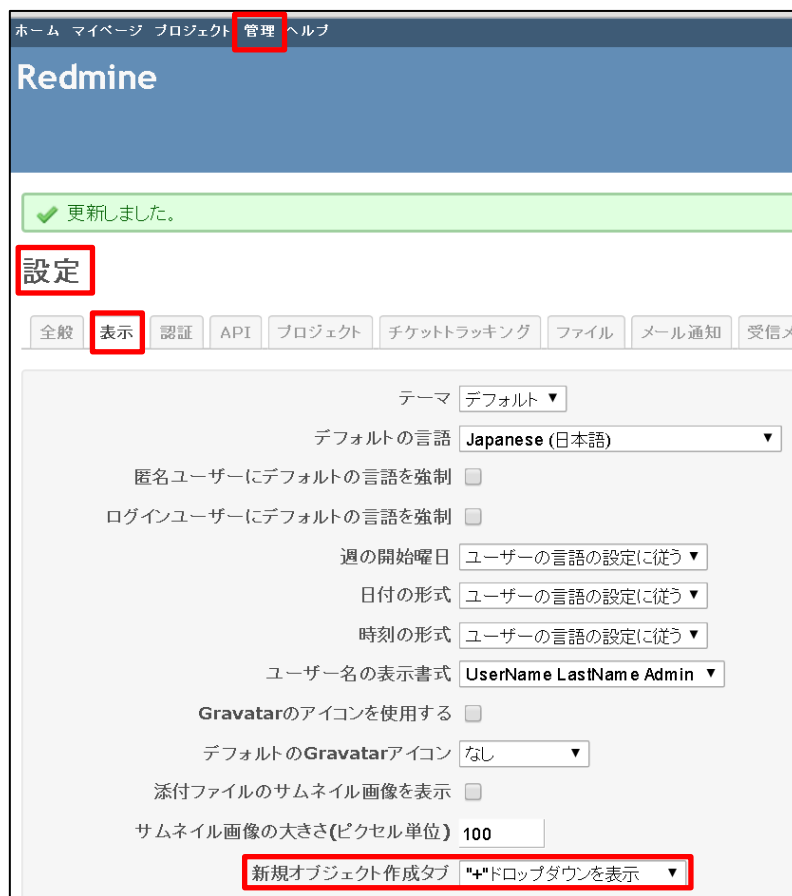 ホーム マイページ プロジェクト 管理 ヘルプ
Redmine
更新しました。
設定
全般 表示 認証 API プロジェクト チケットトラッキング ファイル メール通知 受信メ
テーマ デフォルト
デフォルトの言語 Japanese (日本語)
匿名ユーザーにデフォルトの言語を強制
ログインユーザーにデフォルトの言語を強制
週の開始曜日 ユーザーの言語の設定に従う
日付の形式 ユーザーの言語の設定に従う
時刻の形式 ユーザーの言語の設定に従う
ユーザー名の表示書式 UserName LastName Admin
Gravatarのアイコンを使用する
デフォルトのGravatarアイコン なし
添付ファイルのサムネイル画像を表示
サムネイル画像の大きさ(ピクセル単位) 100
新規オブジェクト作成タブ "+"ドロップダウンを表示